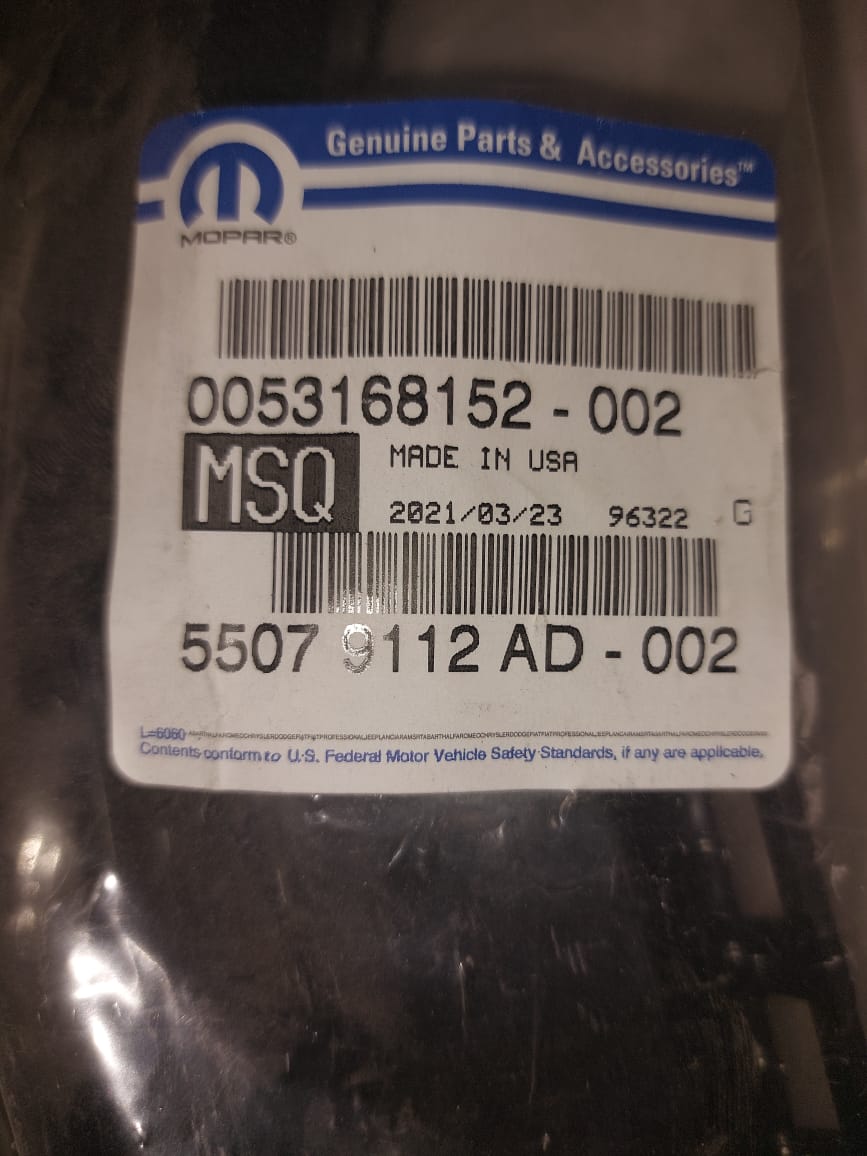 Genuine Parts & Accessories™
MOPAR®
0053168152 - 002
MSQ
MADE IN USA
2021/03/23 96322 G
5507 9112 AD - 002
L=6060
Contents conform to U.S. Federal Motor Vehicle Safety Standards, if any are applicable.